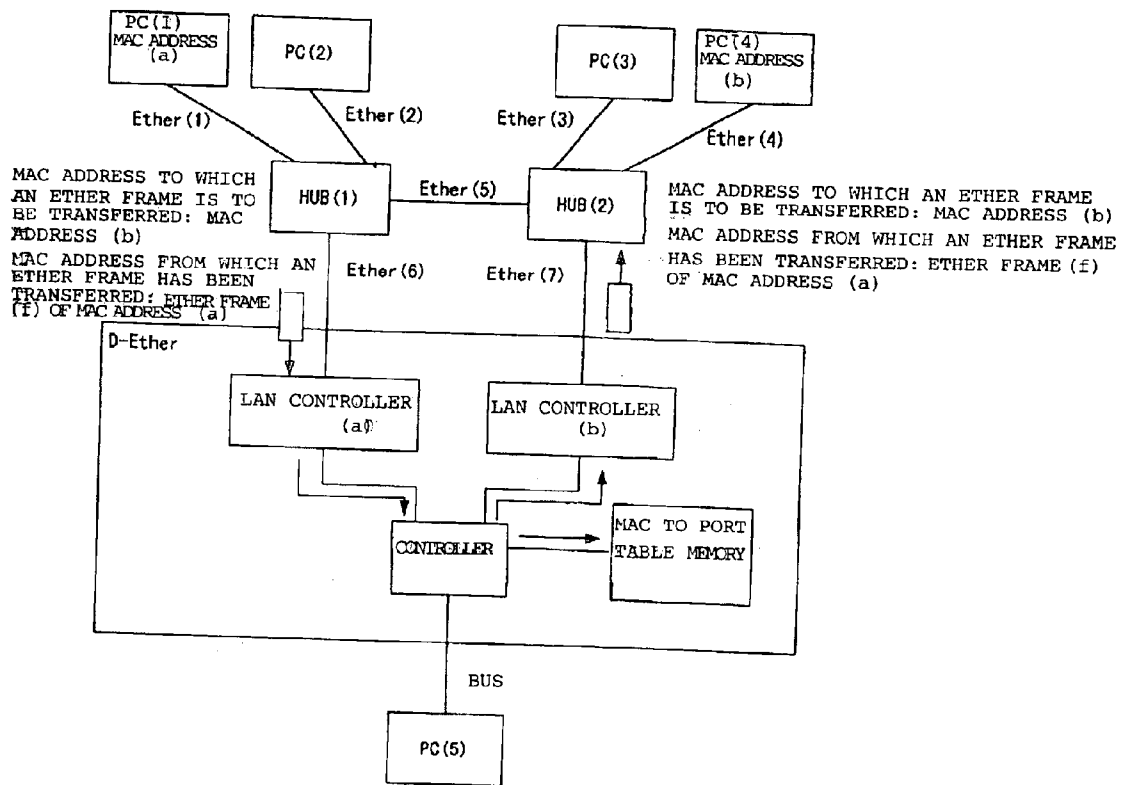 PC(1)
MAC ADDRESS
(a)
PC(2)
PC(3)
PC(4)
MAC ADDRESS
(b)
Ether(1)
Ether(2)
Ether(3)
Ether(4)
MAC ADDRESS TO WHICH
AN ETHER FRAME IS TO
BE TRANSFERRED: MAC
ADDRESS (b)
HUB(1)
Ether(5)
HUB(2)
MAC ADDRESS TO WHICH AN ETHER FRAME
IS TO BE TRANSFERRED: MAC ADDRESS (b)
MAC ADDRESS FROM WHICH AN
ETHER FRAME HAS BEEN
TRANSFERRED: ETHER FRAME
(f) OF MAC ADDRESS (a)
Ether(6)
Ether(7)
MAC ADDRESS FROM WHICH AN ETHER FRAME
HAS BEEN TRANSFERRED: ETHER FRAME (f)
OF MAC ADDRESS (a)
D-Ether
LAN CONTROLLER
(a)
LAN CONTROLLER
(b)
CONTROLLER
MAC TO PORT
TABLE MEMORY
BUS
PC(5)